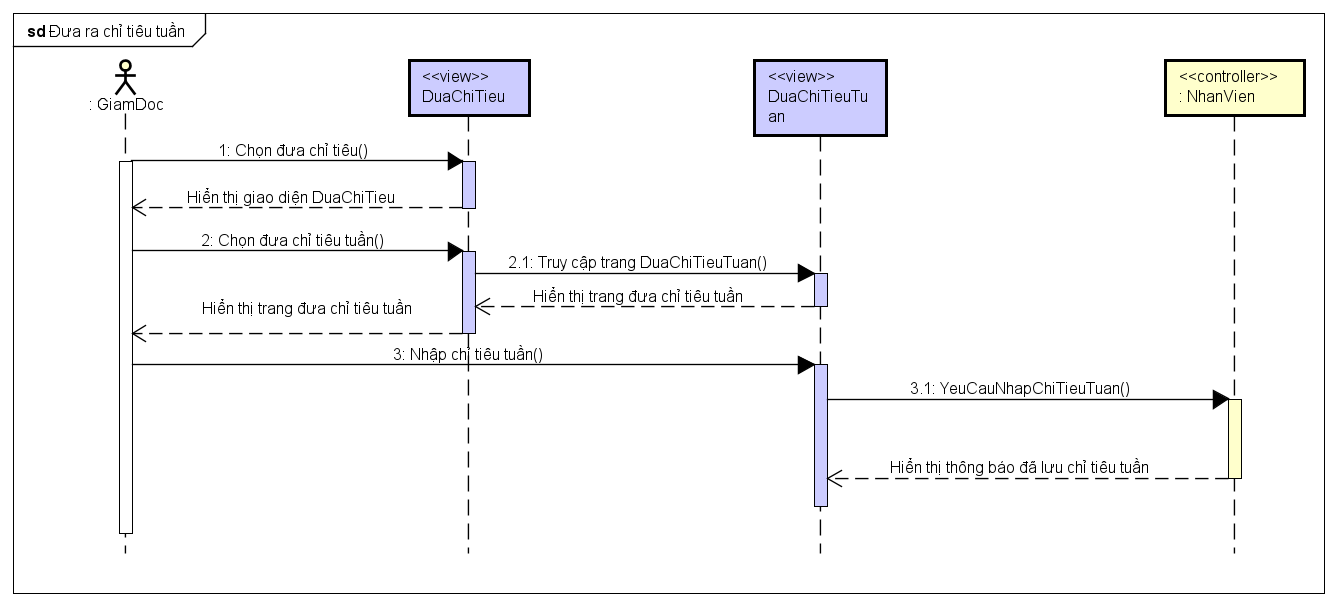 sd Đưa ra chỉ tiêu tuần
: GiamDoc
<<view>>
DuaChiTieu
<<view>>
DuaChiTieuTu
an
<<controller>>
: NhanVien
1: Chọn đưa chỉ tiêu()
Hiển thị giao diện DuaChiTieu
2: Chọn đưa chỉ tiêu tuần()
2.1: Truy cập trang DuaChiTieuTuan()
Hiển thị trang đưa chỉ tiêu tuần
Hiển thị trang đưa chỉ tiêu tuần
3: Nhập chỉ tiêu tuần()
3.1: YeuCauNhapChiTieuTuan()
Hiển thị thông báo đã lưu chỉ tiêu tuần